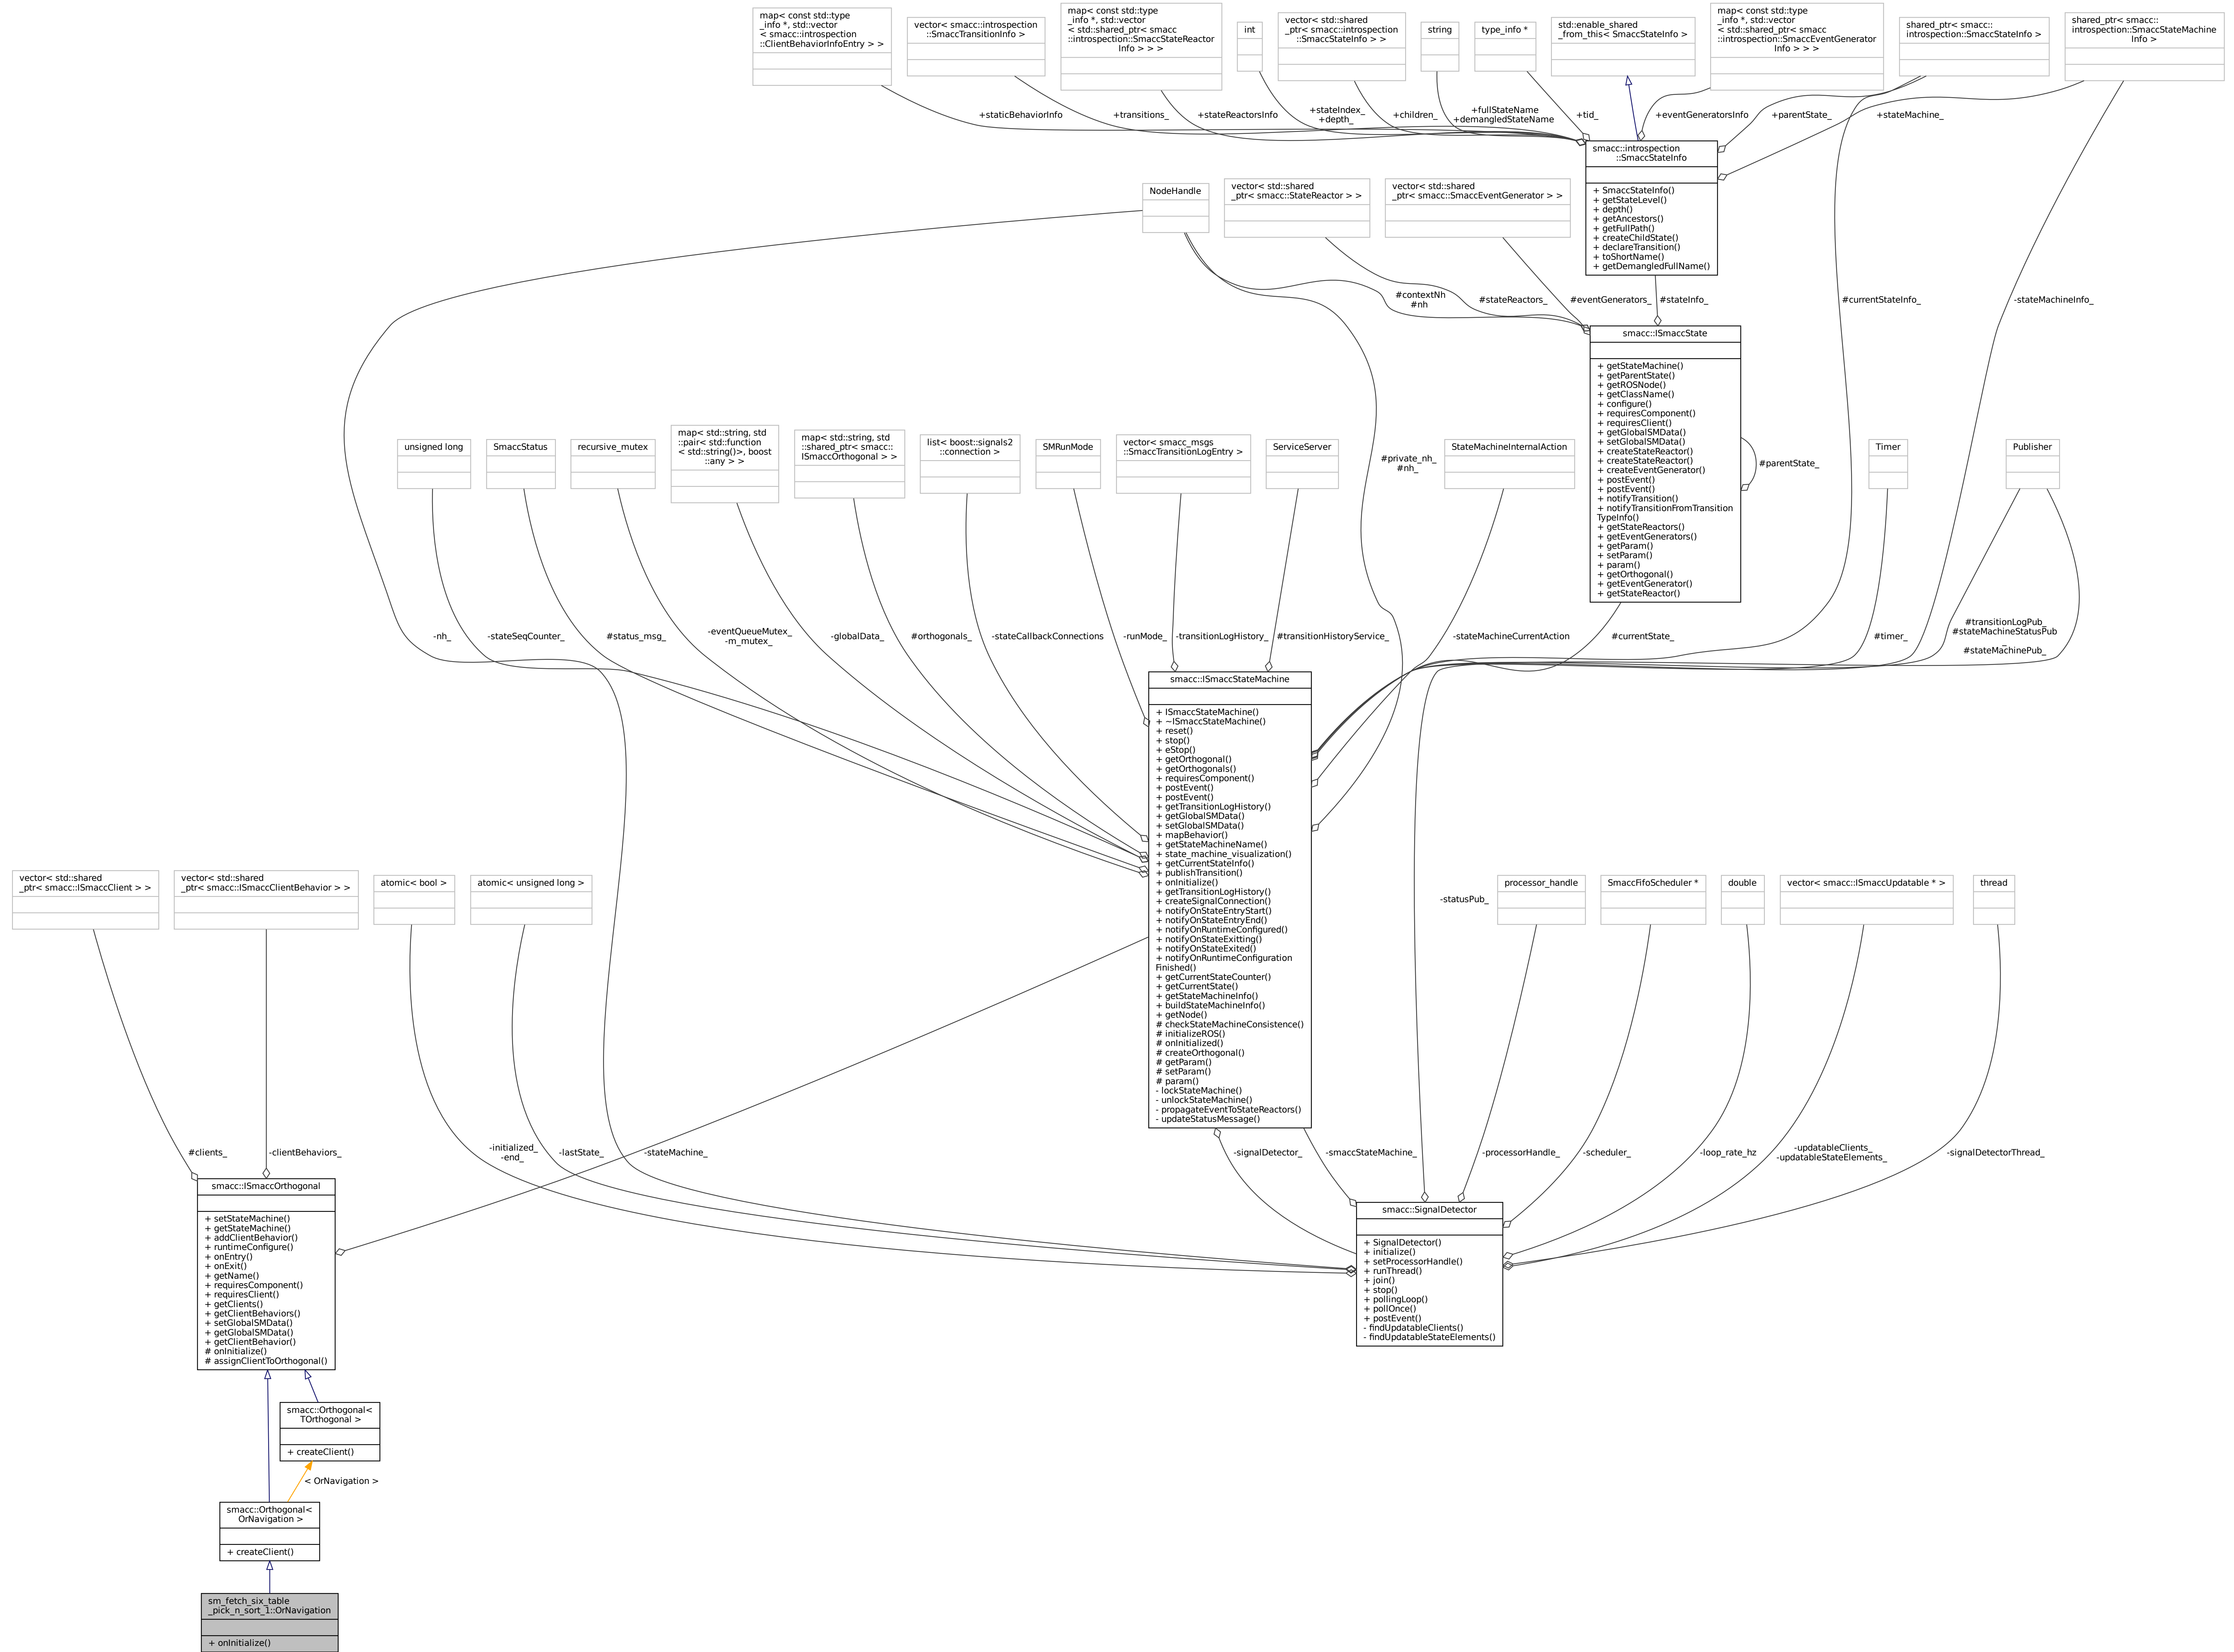 map< const std::type
_info *, std::vector
< smacc::introspection
::ClientBehaviorInfoEntry > >
vector< smacc::introspection
::SmaccTransitionInfo >
map< const std::type
_info *, std::vector
< std::shared_ptr< smacc
::introspection::SmaccStateReactor
Info > > >
int
vector< std::shared
_ptr< smacc::introspection
::SmaccStateInfo > >
string
type_info *
std::enable_shared
_from_this< SmaccStateInfo >
map< const std::type
_info *, std::vector
< std::shared_ptr< smacc
::introspection::SmaccEventGenerator
Info > > >
shared_ptr< smacc::
introspection::SmaccStateInfo >
shared_ptr< smacc::
introspection::SmaccStateMachine
Info >
+staticBehaviorInfo
+transitions_
+stateReactorsInfo
+stateIndex_
+depth_
+children_
+fullStateName
+demangledStateName
+tid_
+eventGeneratorsInfo
+parentState_
+stateMachine_
smacc::introspection
::SmaccStateInfo
+ SmaccStateInfo()
+ getStateLevel()
+ depth()
+ getAncestors()
+ getFullPath()
+ createChildState()
+ declareTransition()
+ toShortName()
+ getDemangledFullName()
NodeHandle
vector< std::shared
_ptr< smacc::StateReactor > >
vector< std::shared
_ptr< smacc::SmaccEventGenerator > >
#contextNh
#nh
#stateReactors_
#eventGenerators_
#stateInfo_
#currentStateInfo_
-stateMachineInfo_
smacc::ISmaccState
+ getStateMachine()
+ getParentState()
+ getROSNode()
+ getClassName()
+ configure()
+ requiresComponent()
+ requiresClient()
+ getGlobalSMData()
+ setGlobalSMData()
+ createStateReactor()
+ createStateReactor()
+ createEventGenerator()
+ postEvent()
+ postEvent()
+ notifyTransition()
+ notifyTransitionFromTransition
TypeInfo()
+ getStateReactors()
+ getEventGenerators()
+ getParam()
+ setParam()
+ param()
+ getOrthogonal()
+ getEventGenerator()
+ getStateReactor()
#parentState_
unsigned long
SmaccStatus
recursive_mutex
map< std::string, std
::pair< std::function
< std::string()>, boost
::any > >
map< std::string, std
::shared_ptr< smacc::
ISmaccOrthogonal > >
list< boost::signals2
::connection >
SMRunMode
vector< smacc_msgs
::SmaccTransitionLogEntry >
ServiceServer
#private_nh_
#nh_
StateMachineInternalAction
Timer
Publisher
-nh_
-stateSeqCounter_
#status_msg_
-eventQueueMutex_
-m_mutex_
-globalData_
#orthogonals_
-stateCallbackConnections
-runMode_
-transitionLogHistory_
#transitionHistoryService_
-stateMachineCurrentAction
#currentState_
#timer_
#transitionLogPub_
#stateMachineStatusPub
_
#stateMachinePub_
smacc::ISmaccStateMachine
+ ISmaccStateMachine()
+ ~ISmaccStateMachine()
+ reset()
+ stop()
+ eStop()
+ getOrthogonal()
+ getOrthogonals()
+ requiresComponent()
+ postEvent()
+ postEvent()
+ getTransitionLogHistory()
+ getGlobalSMData()
+ setGlobalSMData()
+ mapBehavior()
+ getStateMachineName()
+ state_machine_visualization()
+ getCurrentStateInfo()
+ publishTransition()
+ onInitialize()
+ getTransitionLogHistory()
+ createSignalConnection()
+ notifyOnStateEntryStart()
+ notifyOnStateEntryEnd()
+ notifyOnRuntimeConfigured()
+ notifyOnStateExitting()
+ notifyOnStateExited()
+ notifyOnRuntimeConfiguration
Finished()
+ getCurrentStateCounter()
+ getCurrentState()
+ getStateMachineInfo()
+ buildStateMachineInfo()
+ getNode()
# checkStateMachineConsistence()
# initializeROS()
# onInitialized()
# createOrthogonal()
# getParam()
# setParam()
# param()
- lockStateMachine()
- unlockStateMachine()
- propagateEventToStateReactors()
- updateStatusMessage()
vector< std::shared
_ptr< smacc::ISmaccClient > >
vector< std::shared
_ptr< smacc::ISmaccClientBehavior > >
atomic< bool >
atomic< unsigned long >
-statusPub_
processor_handle
SmaccFifoScheduler *
double
vector< smacc::ISmaccUpdatable * >
thread
#clients_
-clientBehaviors_
-initialized_
-end_
-lastState_
-stateMachine_
-signalDetector_
-smaccStateMachine_
-processorHandle_
-scheduler_
-loop_rate_hz
-updatableClients_
-updatableStateElements_
-signalDetectorThread_
smacc::ISmaccOrthogonal
+ setStateMachine()
+ getStateMachine()
+ addClientBehavior()
+ runtimeConfigure()
+ onEntry()
+ onExit()
+ getName()
+ requiresComponent()
+ requiresClient()
+ getClients()
+ getClientBehaviors()
+ setGlobalSMData()
+ getGlobalSMData()
+ getClientBehavior()
# onInitialize()
# assignClientToOrthogonal()
smacc::SignalDetector
+ SignalDetector()
+ initialize()
+ setProcessorHandle()
+ runThread()
+ join()
+ stop()
+ pollingLoop()
+ pollOnce()
+ postEvent()
- findUpdatableClients()
- findUpdatableStateElements()
smacc::Orthogonal<
TOrthogonal >
+ createClient()
< OrNavigation >
smacc::Orthogonal<
OrNavigation >
+ createClient()
sm_fetch_six_table
_pick_n_sort_1::OrNavigation
+ onInitialize()